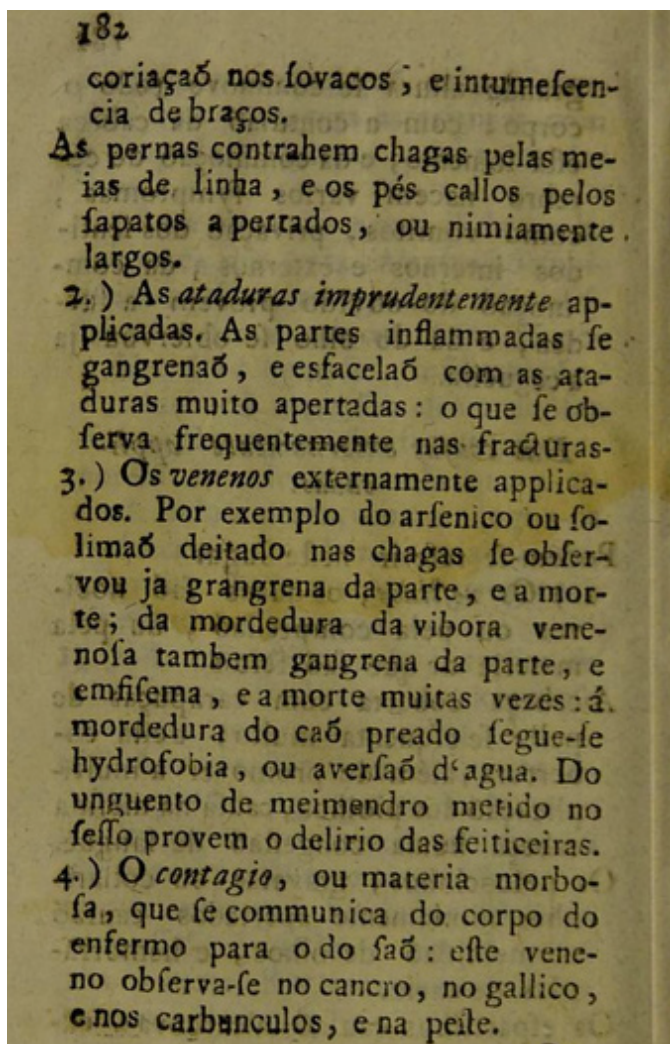 182
coriaçaõ nos ſovacos; e intumeſcen-
cia de braços.
As pernas contrahem chagas pelas me-
ias de linha, e os pés callos pelos
ſapatos apertados, ou nimiamente
largos.
2.) As ataduras imprudentemente ap-
plicadas. As partes inflammadas ſe
gangrenaõ, e esfacelaõ com as ata-
duras muito apertadas: o que ſe ob-
ſerva frequentemente nas fracturas-
3.) Os venenos externamente applica-
dos. Por exemplo do arſenico ou ſo-
limaõ deitado nas chagas ſe obſer-
vou ja grangrena da parte, e a mor-
te; da mordedura da vibora vene-
noſa tambem gangrena da parte, e
emfiſema, e a morte muitas vezes: á
mordedura do caõ preado ſegue-ſe
hydrofobia, ou averſaõ d‘agua. Do
unguento de meimendro metido no
ſeſſo provem o delirio das feiticeiras.
4.) O contagio, ou materia morbo-
ſa, que ſe communica do corpo do
enfermo para o do ſaõ: eſte vene-
no obſerva-ſe no cancro, no gallico,
e nos carbunculos, e na peſte.